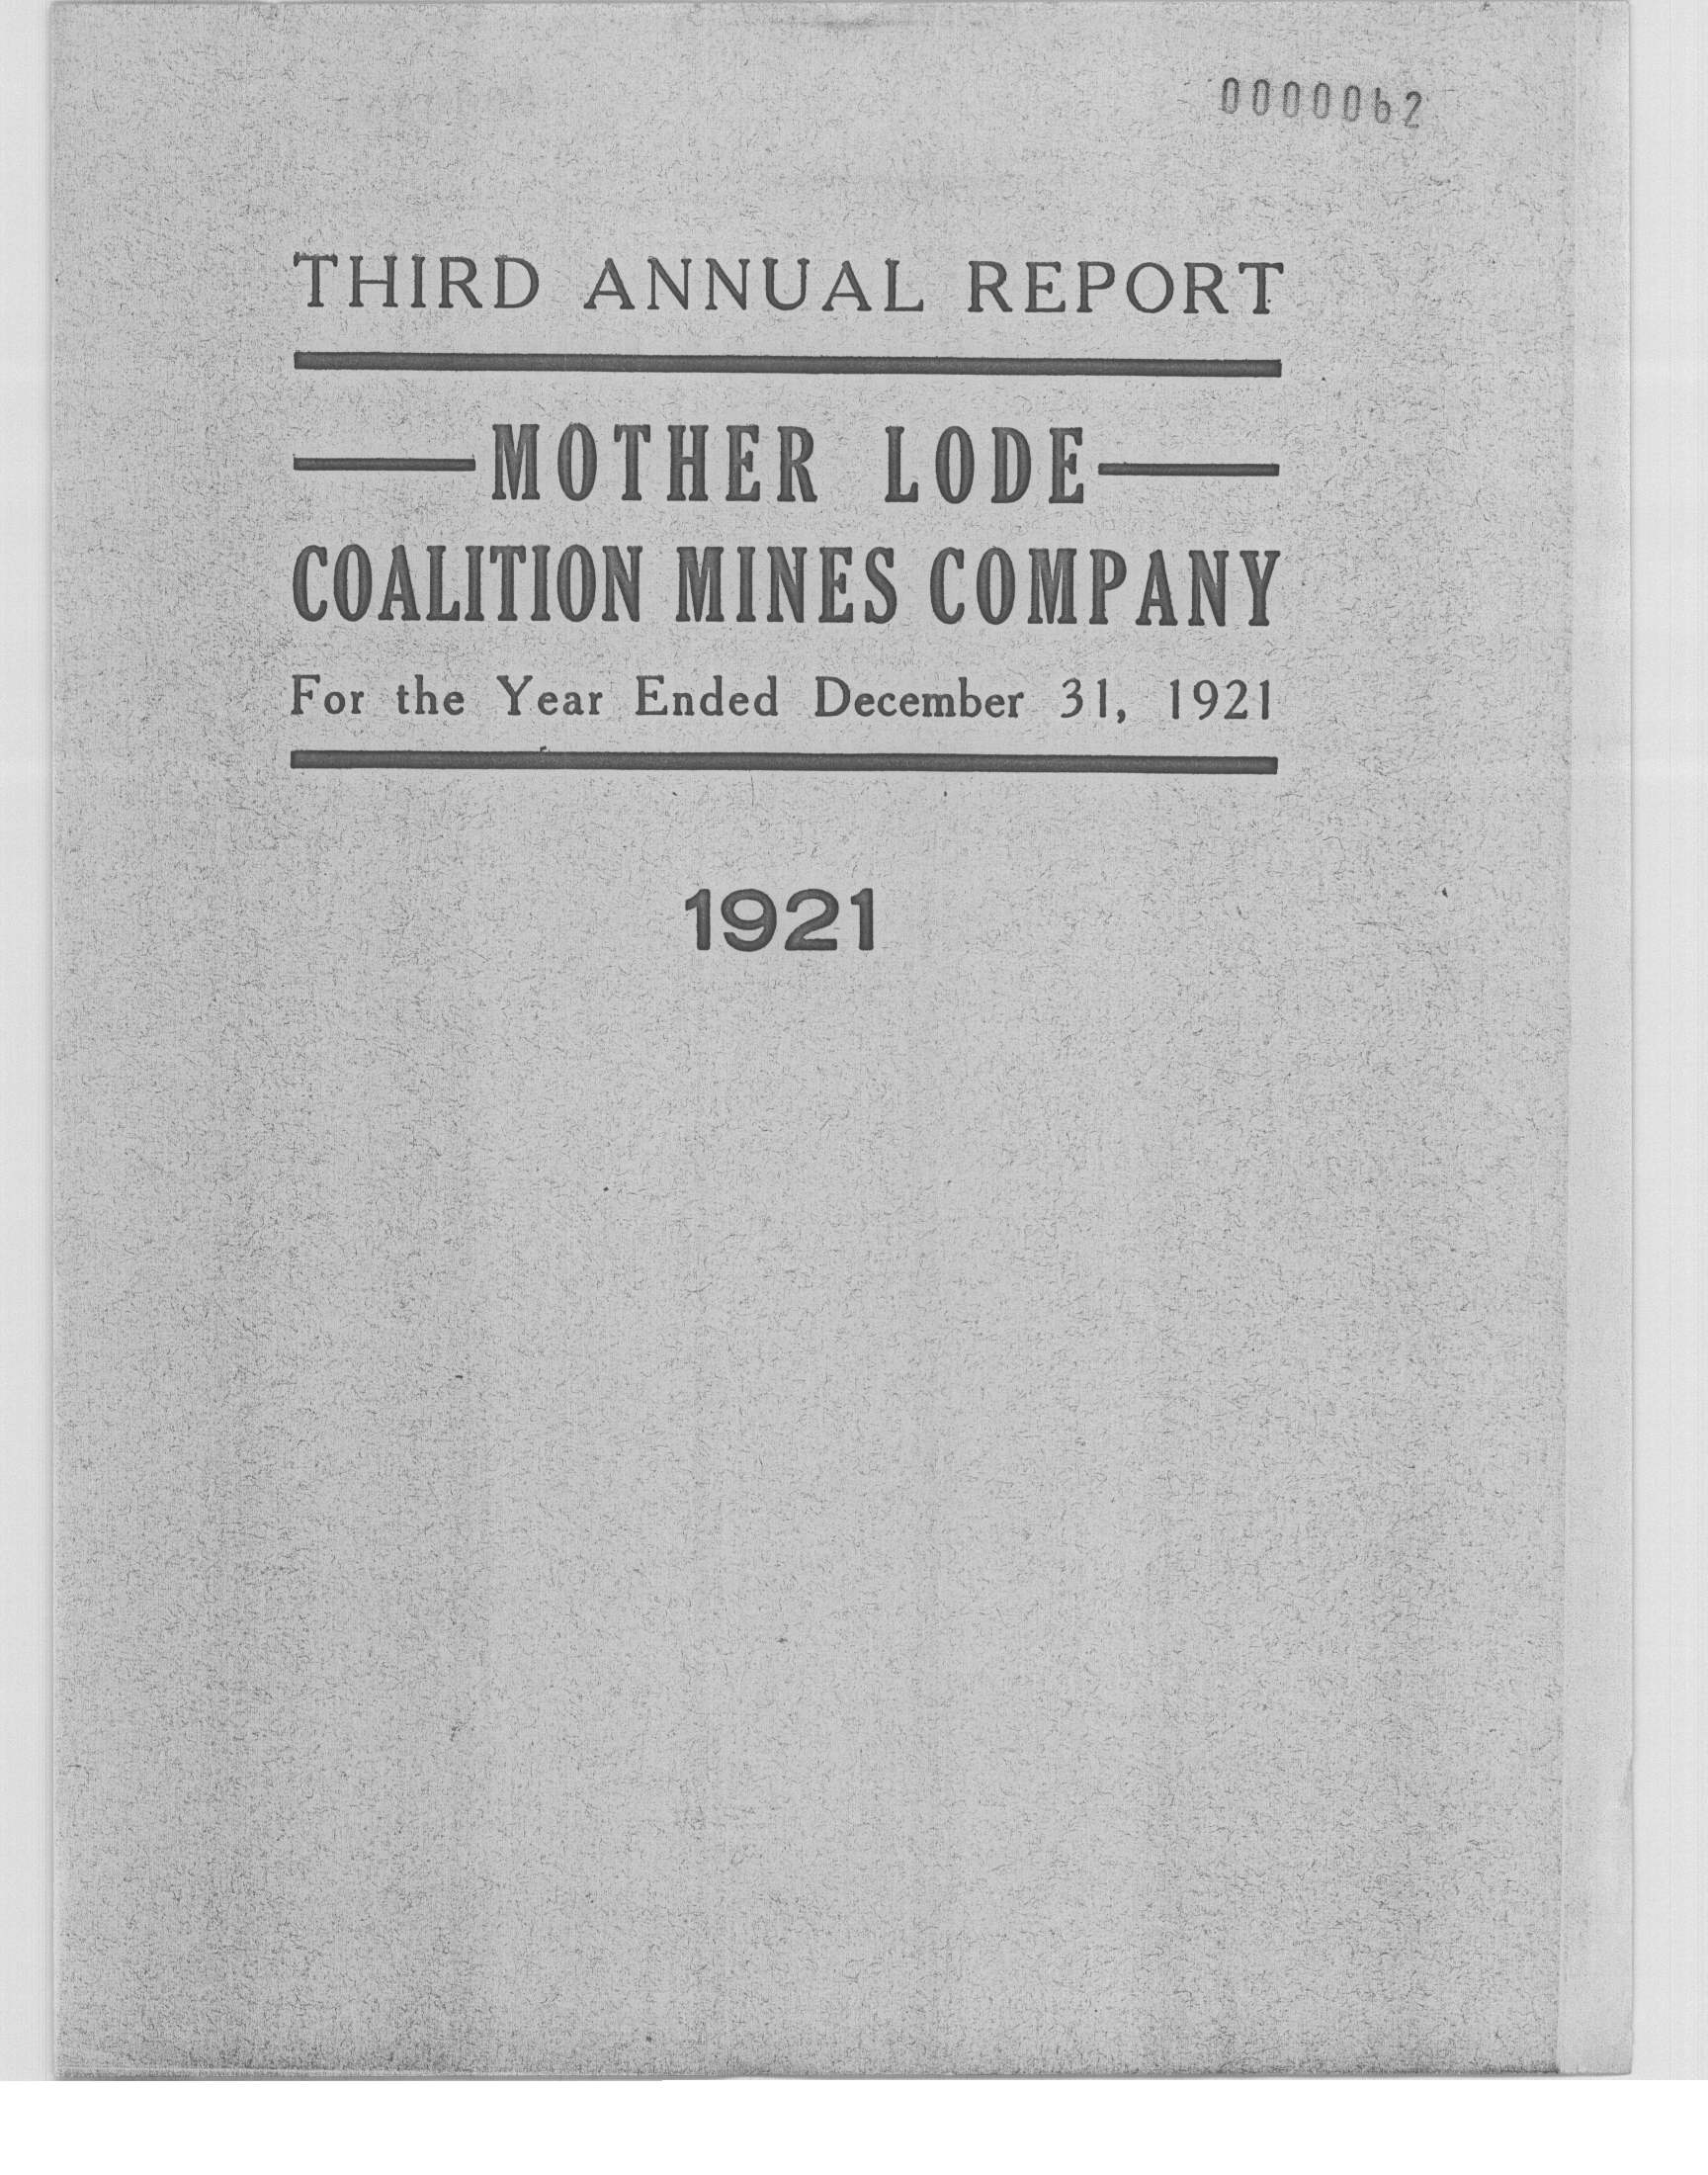 0000062
THIRD ANNUAL REPORT
MOTHER LODE
COALITION MINES COMPANY
For the Year Ended December 31, 1921
1921